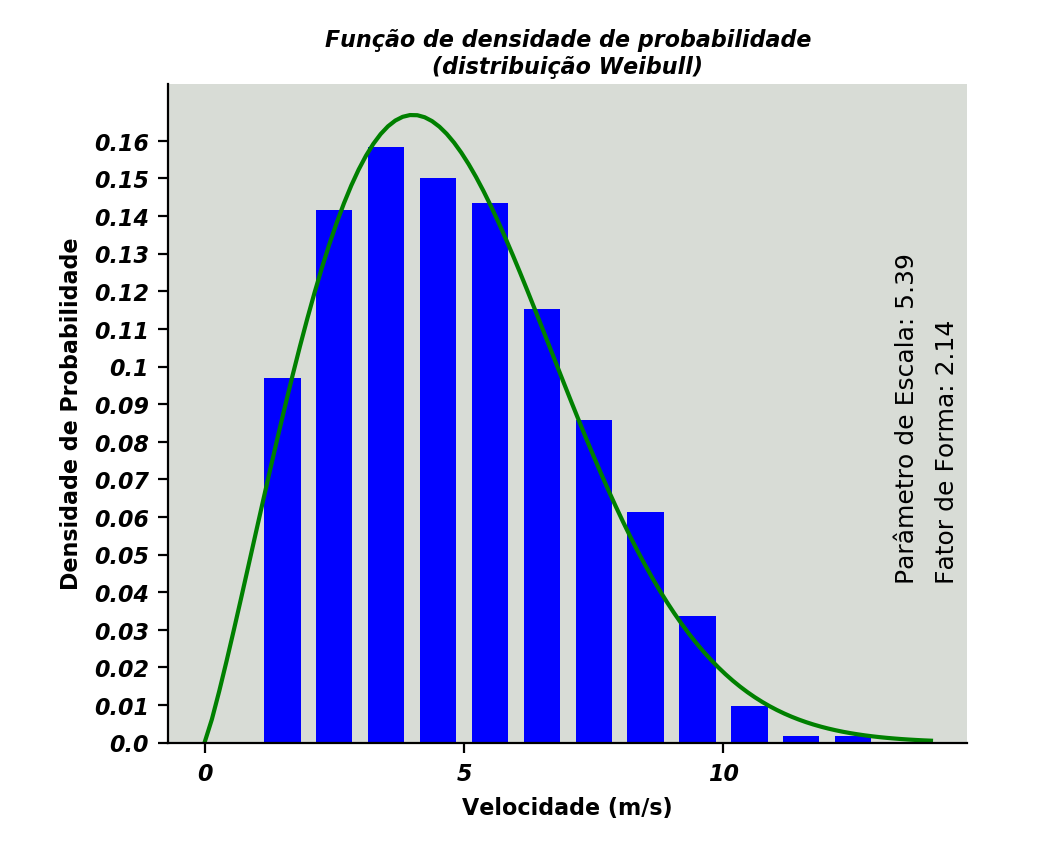 Função de densidade de probabilidade
(distribuição Weibull)
Densidade de Probabilidade
0.16
0.15
0.14
0.13
0.12
0.11
0.1
0.09
0.08
0.07
0.06
0.05
0.04
0.03
0.02
0.01
0.0
Parâmetro de Escala: 5.39
Fator de Forma: 2.14
0 5 10
Velocidade (m/s)